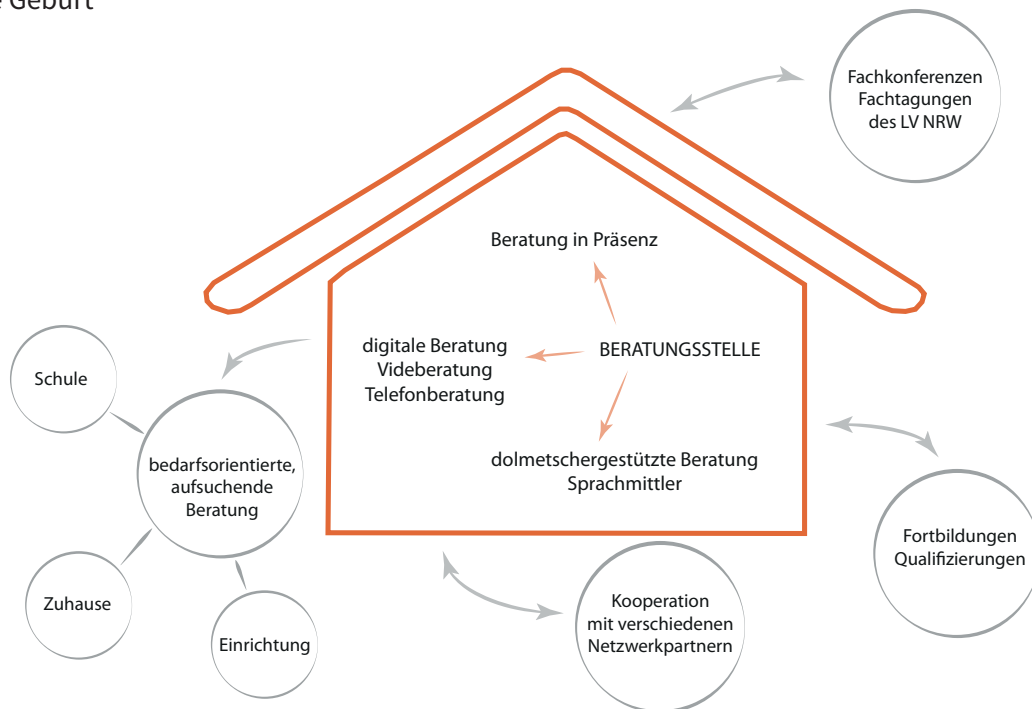 e Geburt
Fachkonferenzen
Fachtagungen
des LV NRW
Beratung in Präsenz
digitale Beratung
Videberatung
Telefonberatung
BERATUNGSSTELLE
dolmetschergestützte Beratung
Sprachmittler
Schule
bedarfsorientierte,
aufsuchende
Beratung
Zuhause
Einrichtung
Kooperation
mit verschiedenen
Netzwerkpartnern
Fortbildungen
Qualifizierungen